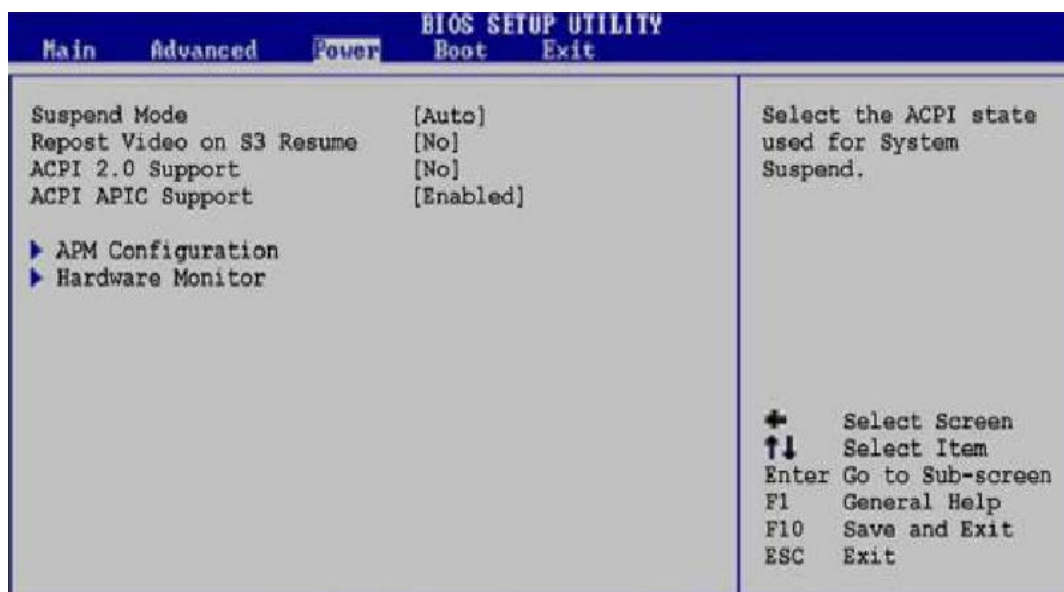 BIOS SETUP UTILITY
Main Advanced Power Boot Exit
Suspend Mode [Auto]
Repost Video on S3 Resume [No]
ACPI 2.0 Support [No]
ACPI APIC Support [Enabled]
APM Configuration
Hardware Monitor
Select the ACPI state
used for System
Suspend.
Select Screen
↑↓ Select Item
Enter Go to Sub-screen
F1 General Help
F10 Save and Exit
ESC Exit